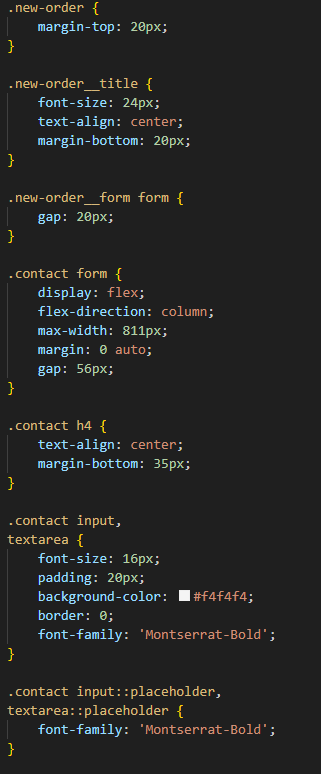 .new-order {
    margin-top: 20px;
}

.new-order__title {
    font-size: 24px;
    text-align: center;
    margin-bottom: 20px;
}

.new-order__form form {
    gap: 20px;
}

.contact form {
    display: flex;
    flex-direction: column;
    max-width: 811px;
    margin: 0 auto;
    gap: 56px;
}

.contact h4 {
    text-align: center;
    margin-bottom: 35px;
}

.contact input,
textarea {
    font-size: 16px;
    padding: 20px;
    background-color: #f4f4f4;
    border: 0;
    font-family: 'Montserrat-Bold';
}

.contact input::placeholder,
textarea::placeholder {
    font-family: 'Montserrat-Bold';
}